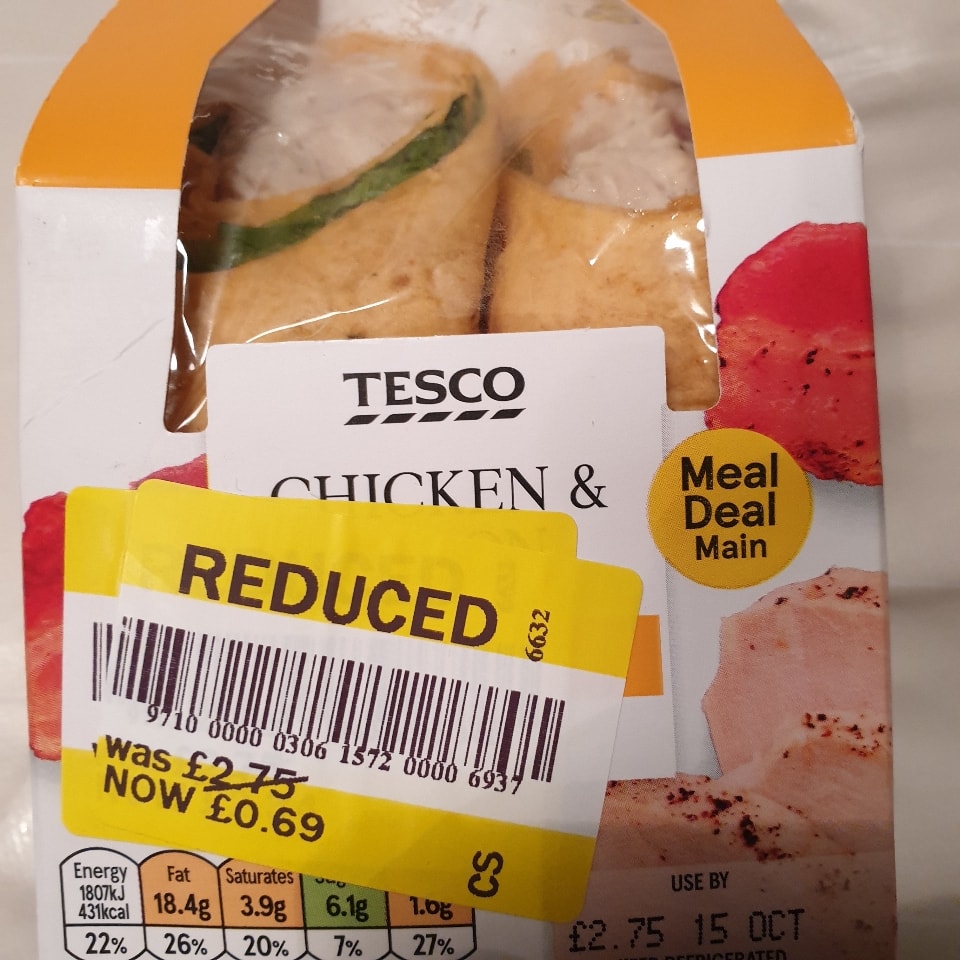 TESCO
CHICKEN &
Meal
Deal
Main
REDUCED
6632
9710 0000 0306 1572 0000 6937
was £2.75
NOW £0.69
CS
Energy
1807kJ
431kcal
22%
Fat
18.4g
26%
Saturates
3.9g
20%
6.1g
7%
1.6g
27%
USE BY
£2.75 15 OCT
KEEP REFRIGERATED